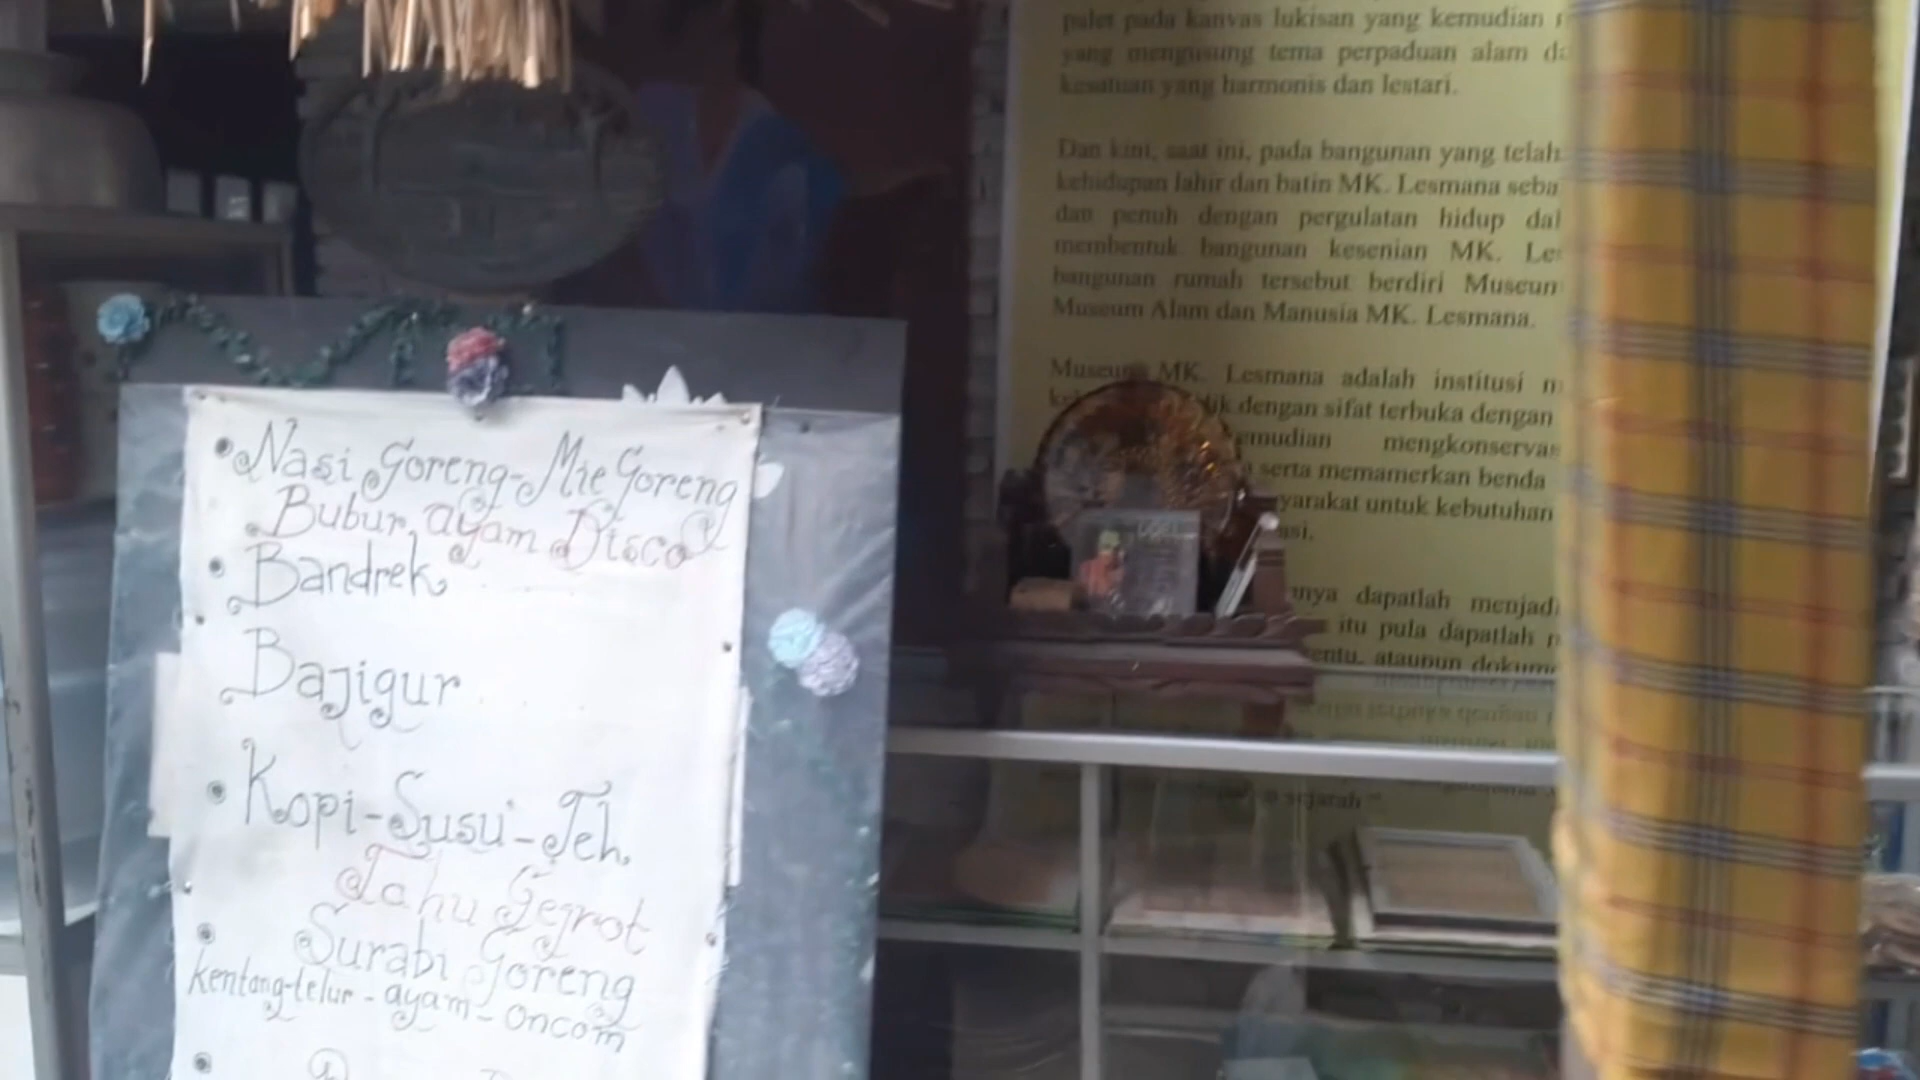 Nasi Goreng-Mie Goreng
Bubur ayam Disco
Bandrek
Bajigur
Kopi-Susu-Teh
Tahu Gejrot
Surabi Goreng
kentang-telur-ayam-oncom
palet pada kanvas lukisan yang kemudian
yang mengusung tema perpaduan alam
kesatuan yang harmonis dan lestari.
Dan kini, saat ini, pada bangunan yang telah
kehidupan lahir dan batin MK. Lesmana seba
dan penuh dengan pergulatan hidup dal
membentuk bangunan kesenian MK. Le
bangunan rumah tersebut berdiri Museum
Museum Alam dan Manusia MK. Lesmana.
Museum MK. Lesmana adalah institusi
dengan sifat terbuka dengan
emudian mengkonservas
serta memamerkan benda
yarakat untuk kebutuhan
asi.
nya dapatlah menjadi
itu pula dapatlah
entu, ataupun dokume
sejarah"